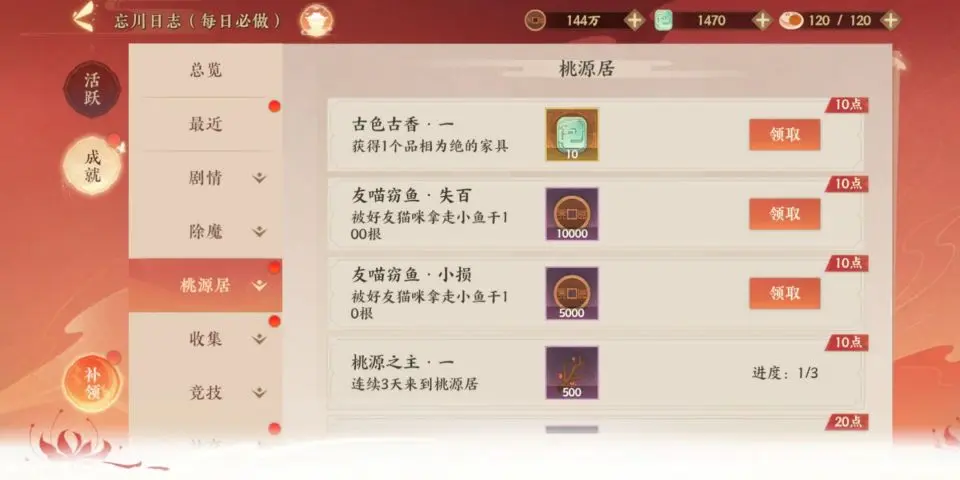 忘川日志（每日必做）
144万
1470
120 / 120
活跃
成就
补领
总览
最近
剧情
除魔
桃源居
收集
竞技
桃源居
10点
古色古香·一
获得1个品相为绝的家具
10
领取
10点
友喵窃鱼·失百
被好友猫咪拿走小鱼干1
00根
10000
领取
10点
友喵窃鱼·小损
被好友猫咪拿走小鱼干1
0根
5000
领取
10点
桃源之主·一
连续3天来到桃源居
500
进度：1/3
20点